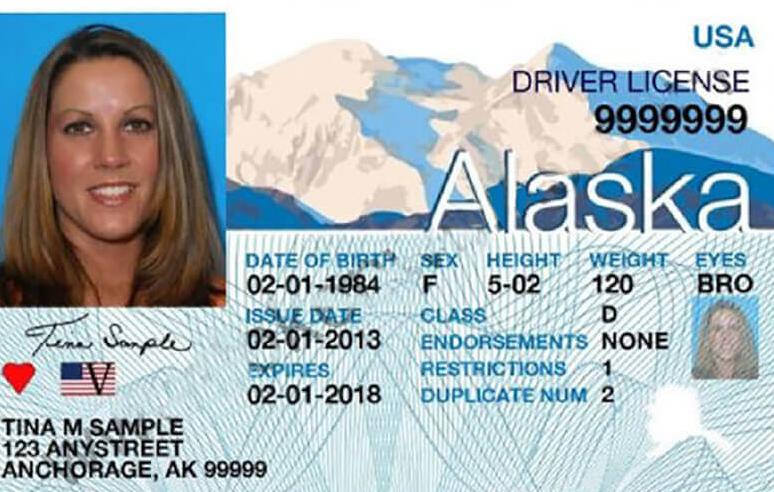 USA
DRIVER LICENSE
9999999
Alaska
DATE OF BIRTH SEX HEIGHT WEIGHT EYES
02-01-1984 F 5-02 120 BRO
ISSUE DATE CLASS D
02-01-2013 ENDORSEMENTS NONE
EXPIRES RESTRICTIONS 1
02-01-2018 DUPLICATE NUM 2
Tina Sample
V
TINA M SAMPLE
123 ANYSTREET
ANCHORAGE, AK 99999